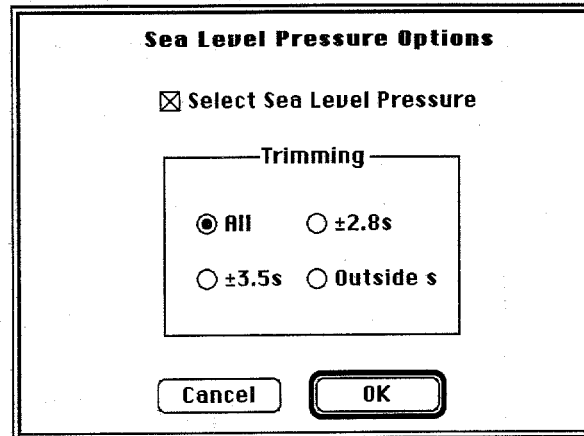 Sea Level Pressure Options
Select Sea Level Pressure
Trimming
All ±2.8s
±3.5s Outside s
Cancel OK